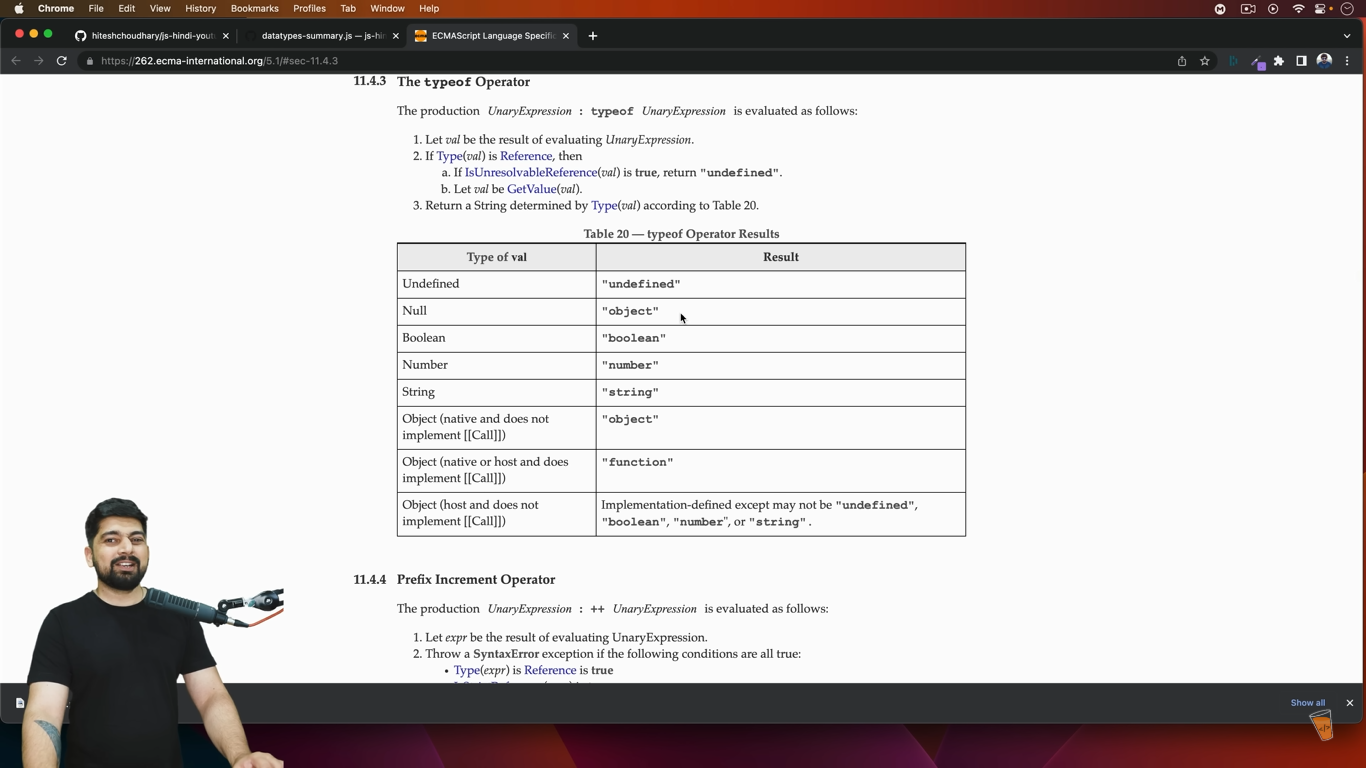 Chrome File Edit View History Bookmarks Profiles Tab Window Help
hiteshchoudhary/js-hindi-yout
datatypes-summary.js — js-hin
ECMAScript Language Specific
https://262.ecma-international.org/5.1/#sec-11.4.3
11.4.3 The typeof Operator
The production UnaryExpression : typeof UnaryExpression is evaluated as follows:
1. Let val be the result of evaluating UnaryExpression.
2. If Type(val) is Reference, then
a. If IsUnresolvableReference(val) is true, return "undefined".
b. Let val be GetValue(val).
3. Return a String determined by Type(val) according to Table 20.
Table 20 — typeof Operator Results
Type of val Result
Undefined "undefined"
Null "object"
Boolean "boolean"
Number "number"
String "string"
Object (native and does not "object"
implement [[Call]])
Object (native or host and does "function"
implement [[Call]])
Object (host and does not Implementation-defined except may not be "undefined",
implement [[Call]]) "boolean", "number", or "string".
11.4.4 Prefix Increment Operator
The production UnaryExpression : ++ UnaryExpression is evaluated as follows:
1. Let expr be the result of evaluating UnaryExpression.
2. Throw a SyntaxError exception if the following conditions are all true:
• Type(expr) is Reference is true
Show all